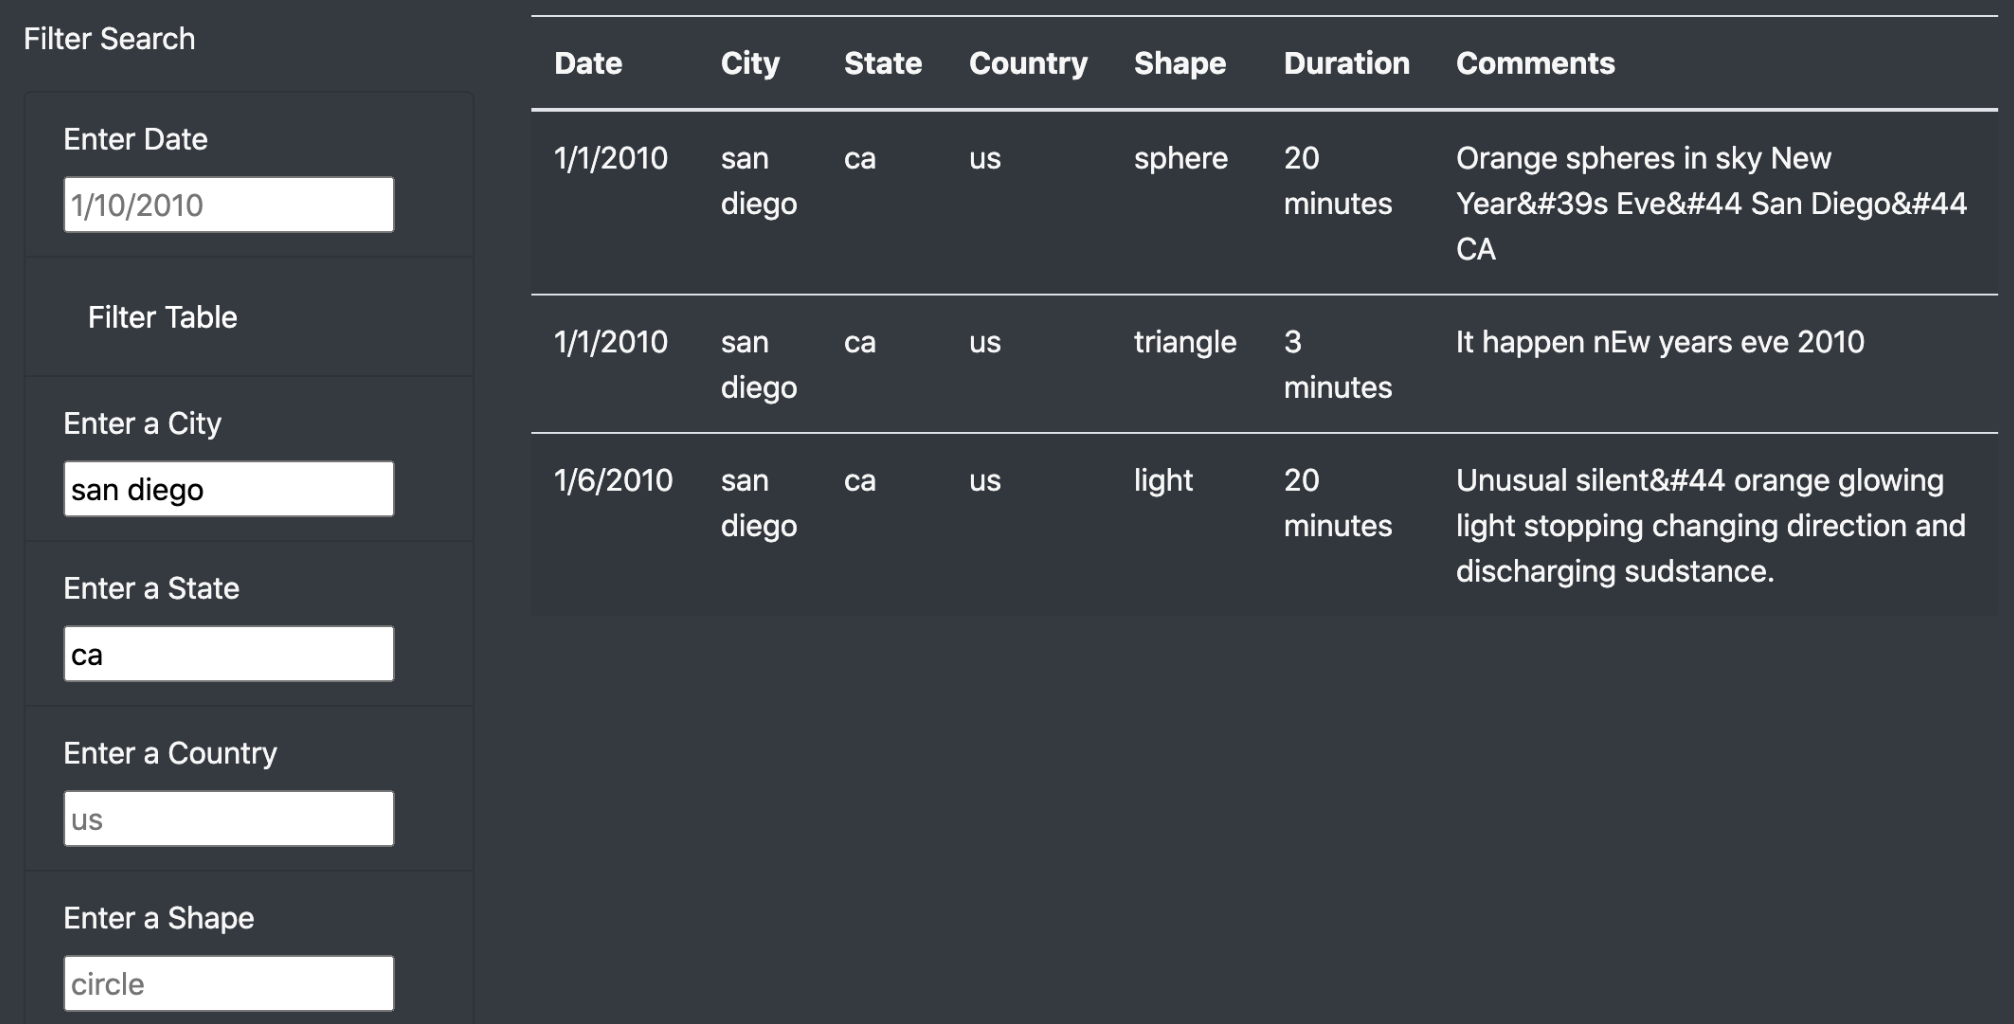 Filter Search
Enter Date
1/10/2010
Filter Table
Enter a City
san diego
Enter a State
ca
Enter a Country
us
Enter a Shape
circle
Date City State Country Shape Duration Comments
1/1/2010 san ca us sphere 20 Orange spheres in sky New
diego minutes Year&#39s Eve&#44 San Diego&#44
CA
1/1/2010 san ca us triangle 3 It happen nEw years eve 2010
diego minutes
1/6/2010 san ca us light 20 Unusual silent&#44 orange glowing
diego minutes light stopping changing direction and
discharging sudstance.